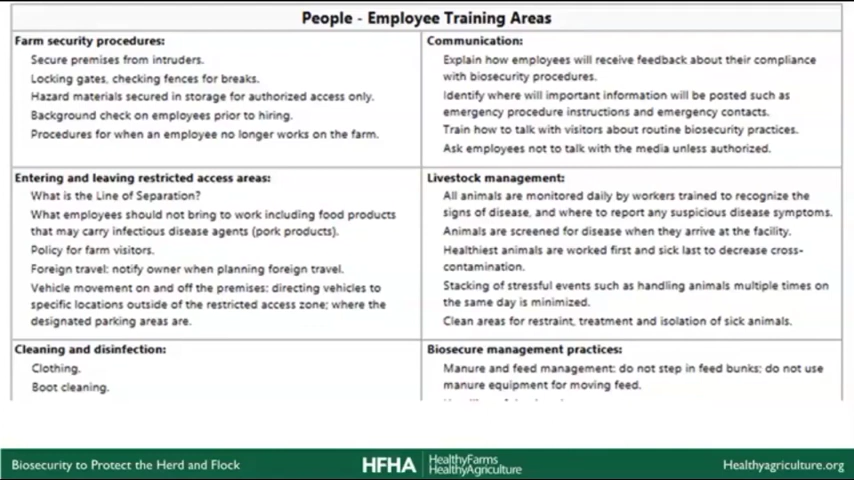 People - Employee Training Areas
Farm security procedures:
Secure premises from intruders.
Locking gates, checking fences for breaks.
Hazard materials secured in storage for authorized access only.
Background check on employees prior to hiring.
Procedures for when an employee no longer works on the farm.
Communication:
Explain how employees will receive feedback about their compliance
with biosecurity procedures.
Identify where will important information will be posted such as
emergency procedure instructions and emergency contacts.
Train how to talk with visitors about routine biosecurity practices.
Ask employees not to talk with the media unless authorized.
Entering and leaving restricted access areas:
What is the Line of Separation?
What employees should not bring to work including food products
that may carry infectious disease agents (pork products).
Policy for farm visitors.
Foreign travel: notify owner when planning foreign travel.
Vehicle movement on and off the premises: directing vehicles to
specific locations outside of the restricted access zone; where the
designated parking areas are.
Livestock management:
All animals are monitored daily by workers trained to recognize the
signs of disease, and where to report any suspicious disease symptoms.
Animals are screened for disease when they arrive at the facility.
Healthiest animals are worked first and sick last to decrease cross-
contamination.
Stacking of stressful events such as handling animals multiple times on
the same day is minimized.
Clean areas for restraint, treatment and isolation of sick animals.
Cleaning and disinfection:
Clothing.
Boot cleaning.
Biosecure management practices:
Manure and feed management: do not step in feed bunks; do not use
manure equipment for moving feed.
Biosecurity to Protect the Herd and Flock
HFHA
HealthyFarms
HealthyAgriculture
Healthyagriculture.org